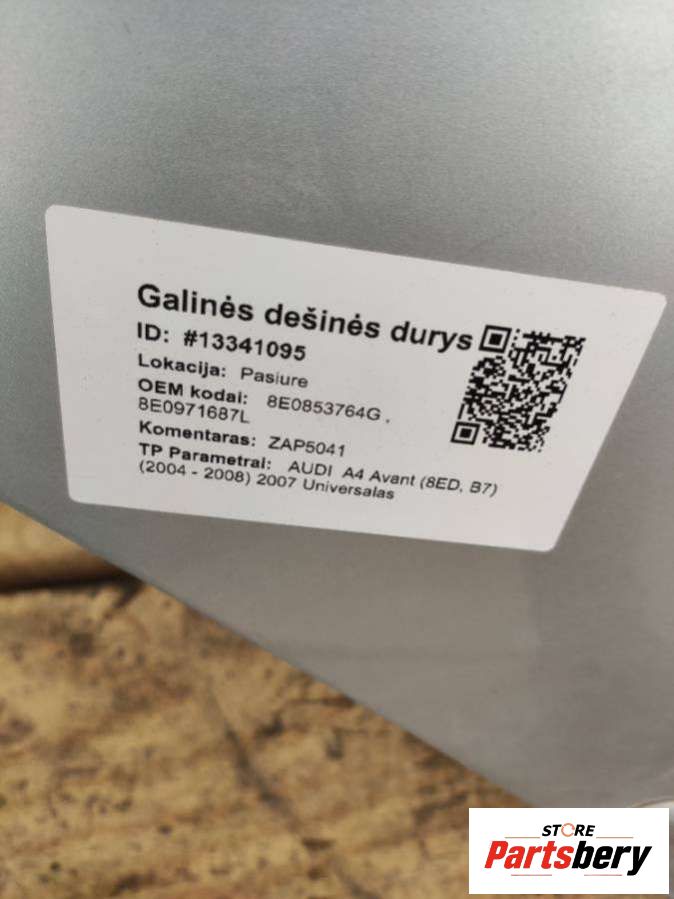 Galinės dešinės durys
ID: #13341095
Lokacija: Pasiure
OEM kodai: 8E0853764G ,
8E0971687L
Komentaras: ZAP5041
TP Parametrai: AUDI A4 Avant (8ED, B7)
(2004 - 2008) 2007 Universalas
STORE
Partsbery